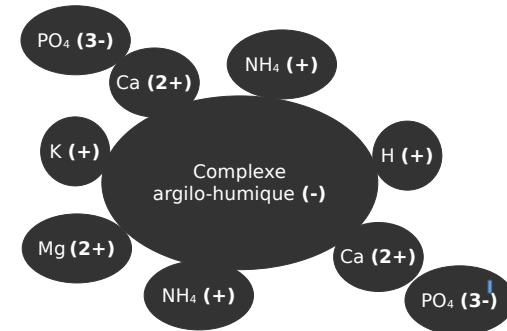 PO₄ (3-)
Ca (2+)
NH₄ (+)
K (+)
H (+)
Complexe
argilo-humique (-)
Mg (2+)
Ca (2+)
NH₄ (+)
PO₄ (3-)